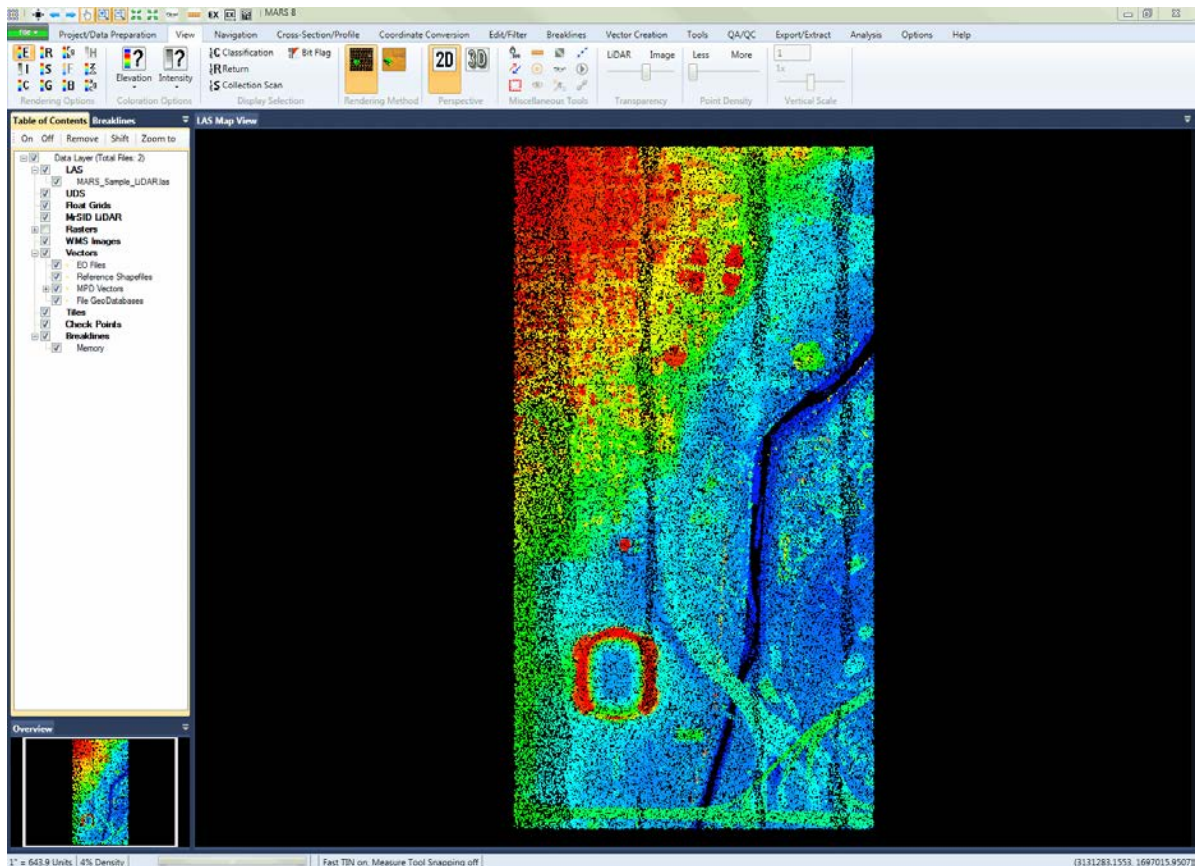 EX EX MARS 8
File Project/Data Preparation View Navigation Cross-Section/Profile Coordinate Conversion Edit/Filter Breaklines Vector Creation Tools QA/QC Export/Extract Analysis Options Help
E R H ? ? C Classification Bit Flag 2D 3D LiDAR Image Less More 1
I S F Z Elevation Intensity R Return 1x
C G B S Collection Scan
Rendering Options Coloration Options Display Selection Rendering Method Perspective Miscellaneous Tools Transparency Point Density Vertical Scale
Table of Contents Breaklines LAS Map View
On Off Remove Shift Zoom to
Data Layer (Total Files: 2)
LAS
MARS_Sample_LiDAR.las
UDS
Float Grids
MrSID LiDAR
Rasters
WMS Images
Vectors
EO Files
Reference Shapefiles
MPD Vectors
File GeoDatabases
Tiles
Check Points
Breaklines
Memory
Overview
1" = 643.9 Units 4% Density Fast TIN on, Measure Tool Snapping off (3131283.1553, 1697015.9507)